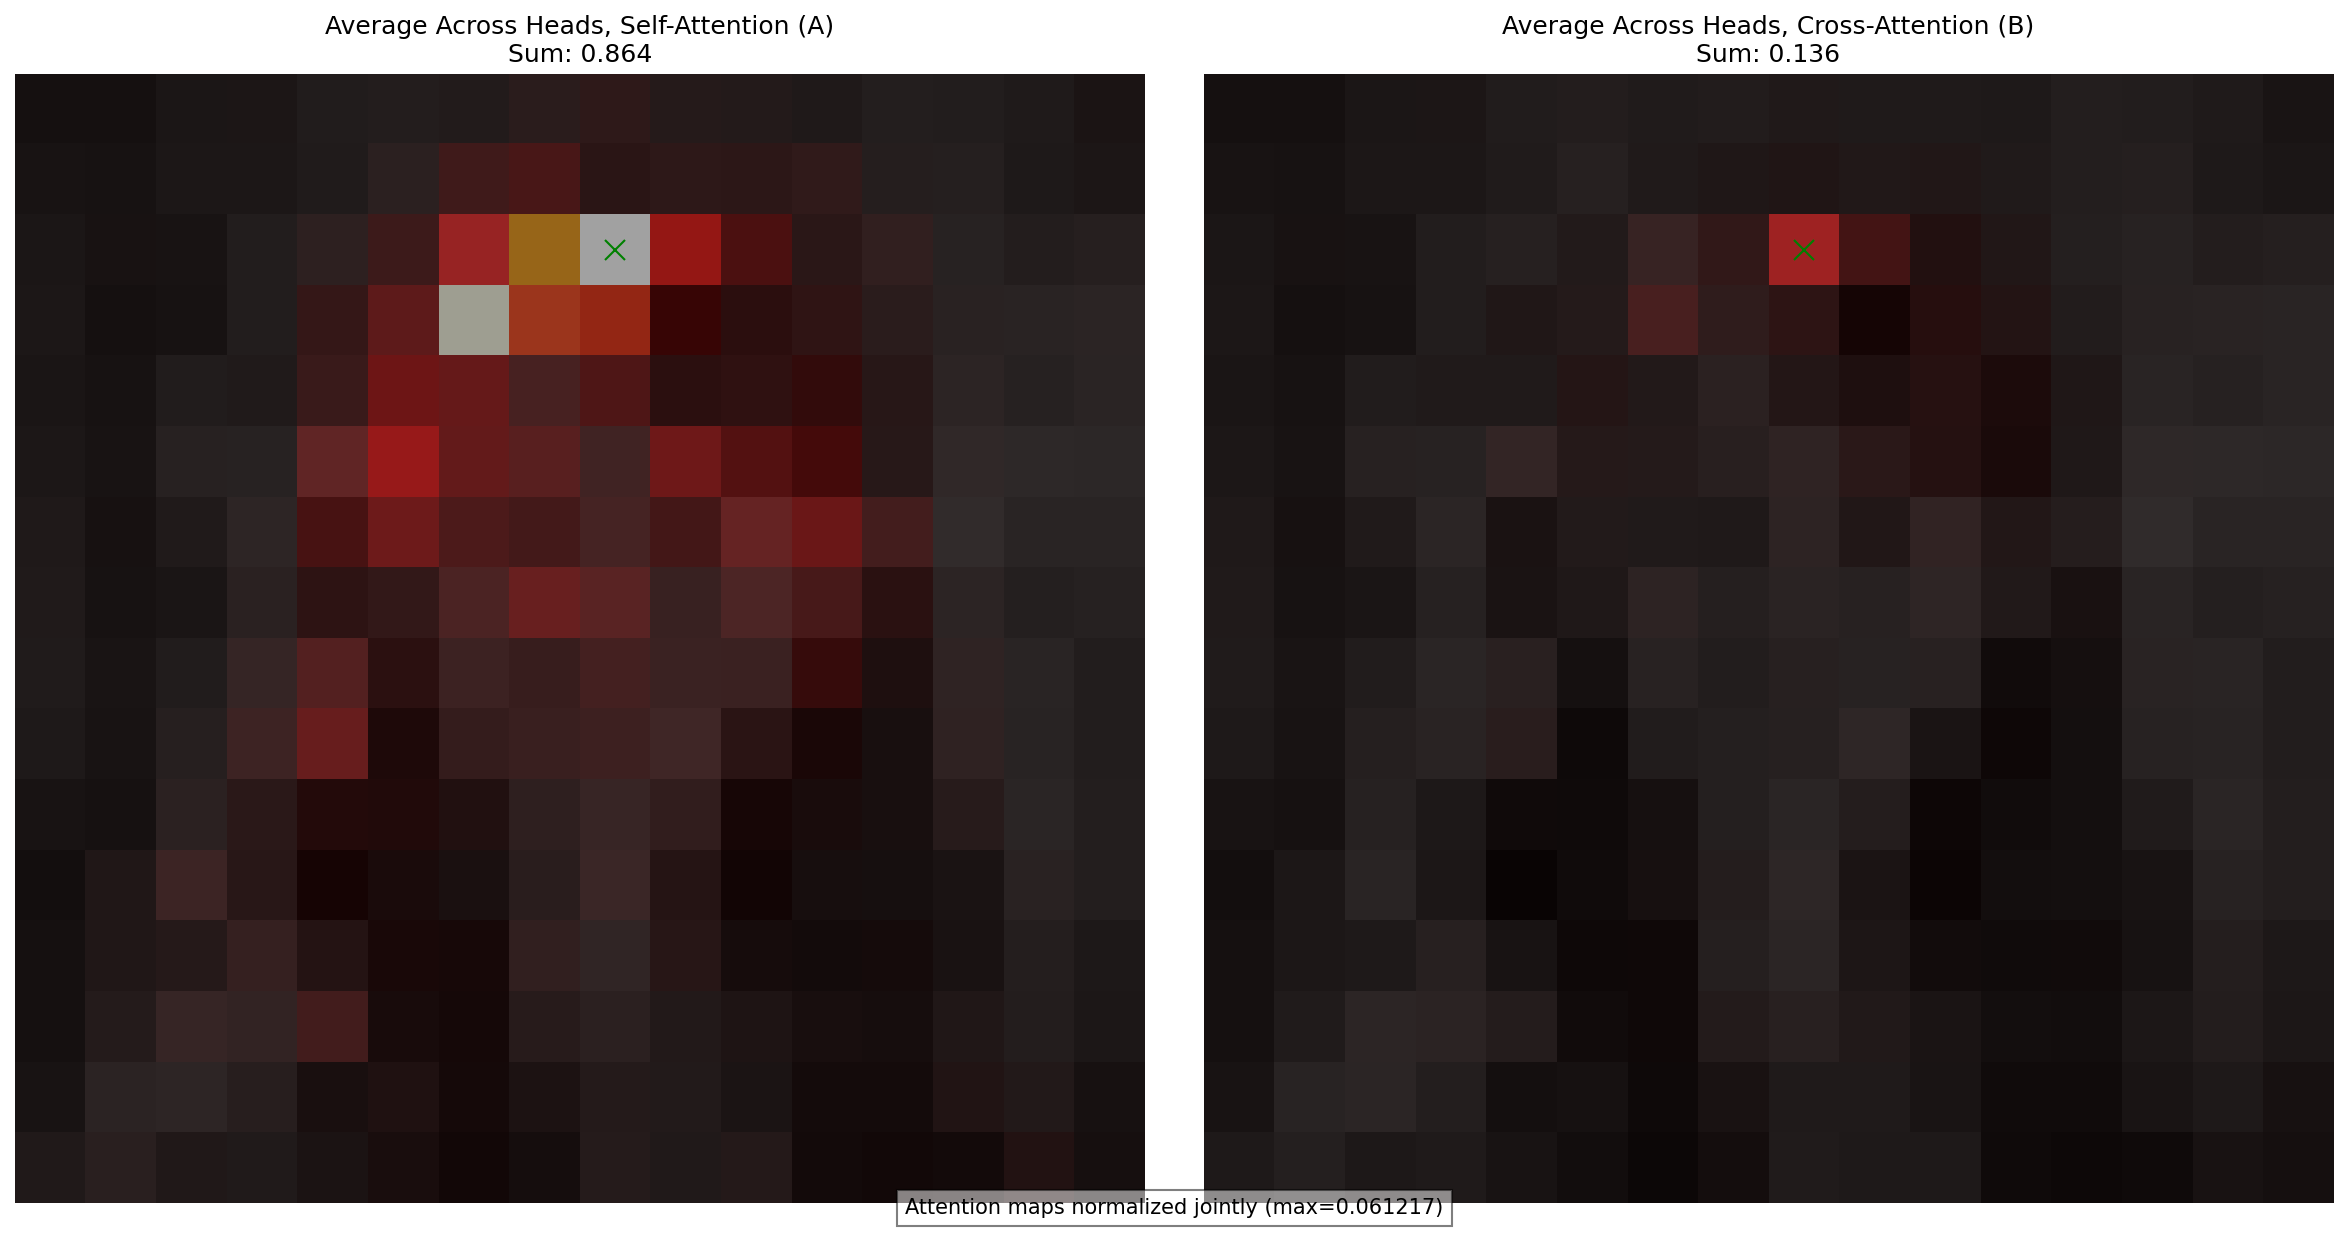 Average Across Heads, Self-Attention (A)
Sum: 0.864
Average Across Heads, Cross-Attention (B)
Sum: 0.136
Attention maps normalized jointly (max=0.061217)